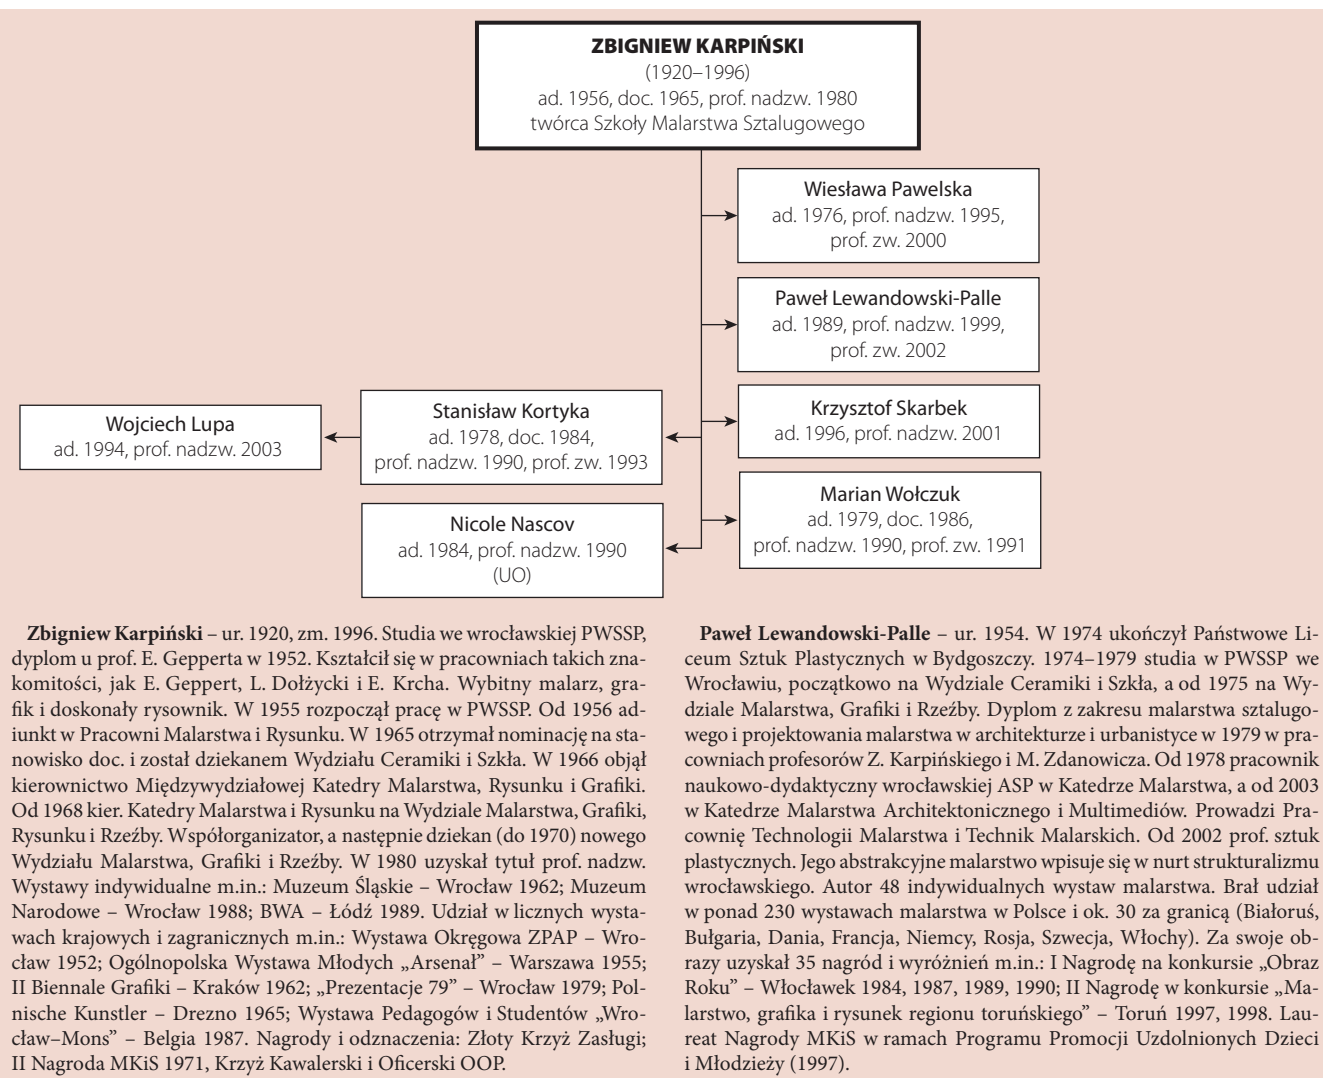 ZBIGNIEW KARPIŃSKI
(1920–1996)
ad. 1956, doc. 1965, prof. nadzw. 1980
twórca Szkoły Malarstwa Sztalugowego
Wiesława Pawelska
ad. 1976, prof. nadzw. 1995,
prof. zw. 2000
Paweł Lewandowski-Palle
ad. 1989, prof. nadzw. 1999,
prof. zw. 2002
Wojciech Lupa
ad. 1994, prof. nadzw. 2003
Stanisław Kortyka
ad. 1978, doc. 1984,
prof. nadzw. 1990, prof. zw. 1993
Krzysztof Skarbek
ad. 1996, prof. nadzw. 2001
Nicole Nascov
ad. 1984, prof. nadzw. 1990
(UO)
Marian Wołczuk
ad. 1979, doc. 1986,
prof. nadzw. 1990, prof. zw. 1991
Zbigniew Karpiński – ur. 1920, zm. 1996. Studia we wrocławskiej PWSSP,
dyplom u prof. E. Gepperta w 1952. Kształcił się w pracowniach takich zna-
komitości, jak E. Geppert, L. Dołżycki i E. Krcha. Wybitny malarz, gra-
fik i doskonały rysownik. W 1955 rozpoczął pracę w PWSSP. Od 1956 ad-
iunkt w Pracowni Malarstwa i Rysunku. W 1965 otrzymał nominację na sta-
nowisko doc. i został dziekanem Wydziału Ceramiki i Szkła. W 1966 objął
kierownictwo Międzywydziałowej Katedry Malarstwa, Rysunku i Grafiki.
Od 1968 kier. Katedry Malarstwa i Rysunku na Wydziale Malarstwa, Grafiki,
Rysunku i Rzeźby. Współorganizator, a następnie dziekan (do 1970) nowego
Wydziału Malarstwa, Grafiki i Rzeźby. W 1980 uzyskał tytuł prof. nadzw.
Wystawy indywidualne m.in.: Muzeum Śląskie – Wrocław 1962; Muzeum
Narodowe – Wrocław 1988; BWA – Łódź 1989. Udział w licznych wysta-
wach krajowych i zagranicznych m.in.: Wystawa Okręgowa ZPAP – Wro-
cław 1952; Ogólnopolska Wystawa Młodych „Arsenał” – Warszawa 1955;
II Biennale Grafiki – Kraków 1962; „Prezentacje 79” – Wrocław 1979; Pol-
nische Kunstler – Drezno 1965; Wystawa Pedagogów i Studentów „Wro-
cław–Mons” – Belgia 1987. Nagrody i odznaczenia: Złoty Krzyż Zasługi;
II Nagroda MKiS 1971, Krzyż Kawalerski i Oficerski OOP.
Paweł Lewandowski-Palle – ur. 1954. W 1974 ukończył Państwowe Li-
ceum Sztuk Plastycznych w Bydgoszczy. 1974–1979 studia w PWSSP we
Wrocławiu, początkowo na Wydziale Ceramiki i Szkła, a od 1975 na Wy-
dziale Malarstwa, Grafiki i Rzeźby. Dyplom z zakresu malarstwa sztalugo-
wego i projektowania malarstwa w architekturze i urbanistyce w 1979 w pra-
cowniach profesorów Z. Karpińskiego i M. Zdanowicza. Od 1978 pracownik
naukowo-dydaktyczny wrocławskiej ASP w Katedrze Malarstwa, a od 2003
w Katedrze Malarstwa Architektonicznego i Multimediów. Prowadzi Pra-
cownię Technologii Malarstwa i Technik Malarskich. Od 2002 prof. sztuk
plastycznych. Jego abstrakcyjne malarstwo wpisuje się w nurt strukturalizmu
wrocławskiego. Autor 48 indywidualnych wystaw malarstwa. Brał udział
w ponad 230 wystawach malarstwa w Polsce i ok. 30 za granicą (Białoruś,
Bułgaria, Dania, Francja, Niemcy, Rosja, Szwecja, Włochy). Za swoje ob-
razy uzyskał 35 nagród i wyróżnień m.in.: I Nagrodę na konkursie „Obraz
Roku” – Włocławek 1984, 1987, 1989, 1990; II Nagrodę w konkursie „Ma-
larstwo, grafika i rysunek regionu toruńskiego” – Toruń 1997, 1998. Lau-
reat Nagrody MKiS w ramach Programu Promocji Uzdolnionych Dzieci
i Młodzieży (1997).